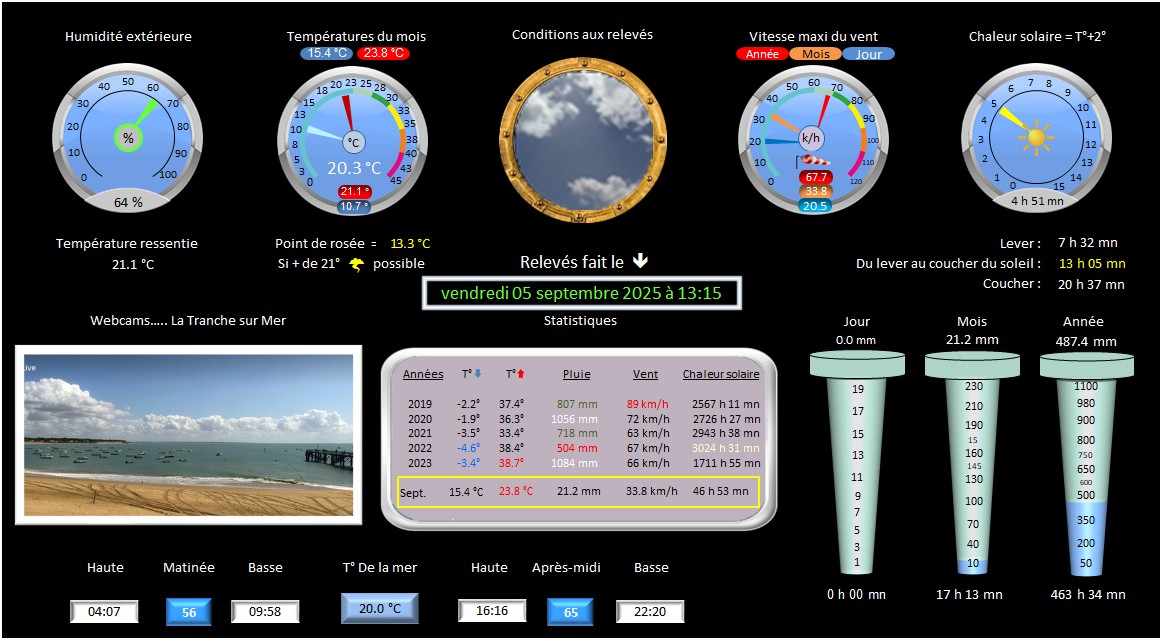 Humidité extérieure
0 10 20 30 40 50 60 70 80 90 100
%
64 %
Températures du mois
15.4 °C 23.8 °C
0 3 5 8 10 13 15 18 20 23 25 28 30 33 35 38 40 43 45
°C
20.3 °C
21.1 °
10.7 °
Conditions aux relevés
Vitesse maxi du vent
Année Mois Jour
0 10 20 30 40 50 60 70 80 90 100 110 120
k/h
67.7
33.8
20.5
Chaleur solaire = T°+2°
0 1 2 3 4 5 6 7 8 9 10 11 12 13 14 15
4 h 51 mn
Température ressentie
21.1 °C
Point de rosée = 13.3 °C
Si + de 21° possible
Relevés fait le
vendredi 05 septembre 2025 à 13:15
Lever : 7 h 32 mn
Du lever au coucher du soleil : 13 h 05 mn
Coucher : 20 h 37 mn
Webcams..... La Tranche sur Mer
ive
Statistiques
Années T° T° Pluie Vent Chaleur solaire
2019 -2.2° 37.4° 807 mm 89 km/h 2567 h 11 mn
2020 -1.9° 36.3° 1056 mm 72 km/h 2726 h 27 mn
2021 -3.5° 33.4° 718 mm 63 km/h 2943 h 38 mn
2022 -4.6° 38.4° 504 mm 67 km/h 3024 h 31 mn
2023 -3.4° 38.7° 1084 mm 66 km/h 1711 h 55 mn
Sept. 15.4 °C 23.8 °C 21.2 mm 33.8 km/h 46 h 53 mn
Jour
0.0 mm
19
17
15
13
11
9
7
5
3
1
0 h 00 mn
Mois
21.2 mm
230
210
190
15
160
145
130
100
70
40
10
17 h 13 mn
Année
487.4 mm
1100
980
900
800
750
650
600
500
350
200
50
463 h 34 mn
Haute Matinée Basse T° De la mer Haute Après-midi Basse
04:07 56 09:58 20.0 °C 16:16 65 22:20